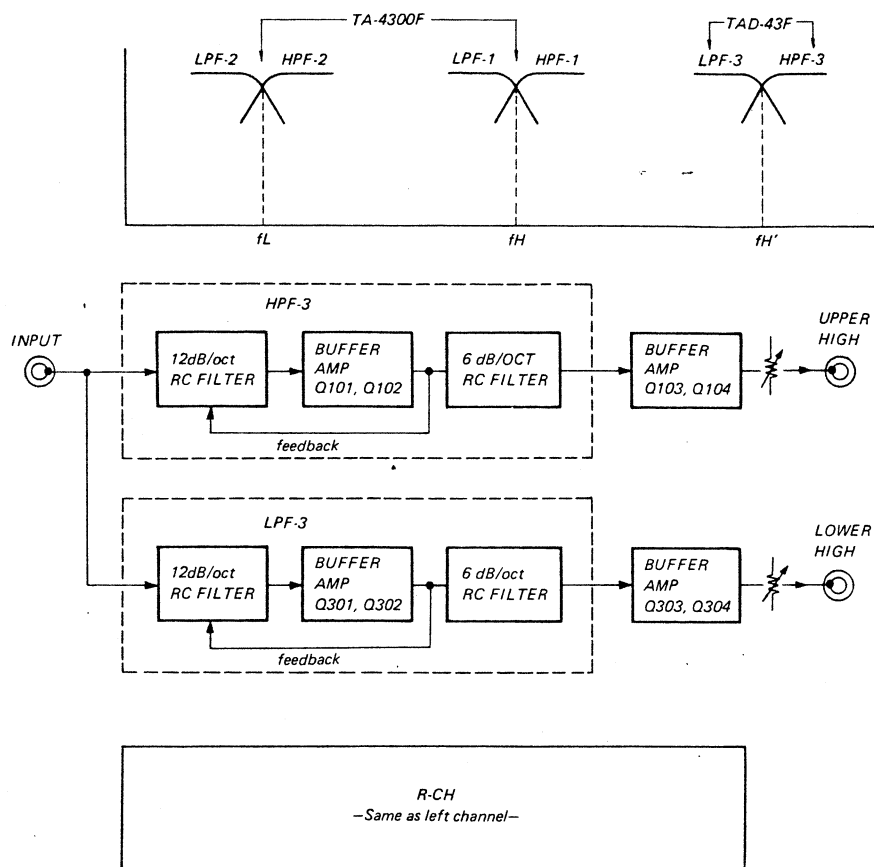 TA-4300F
TAD-43F
LPF-2
HPF-2
LPF-1
HPF-1
LPF-3
HPF-3
fL
fH
fH'
HPF-3
INPUT
12dB/oct
RC FILTER
BUFFER
AMP
Q101, Q102
6 dB/OCT
RC FILTER
BUFFER
AMP
Q103, Q104
UPPER
HIGH
feedback
LPF-3
12dB/oct
RC FILTER
BUFFER
AMP
Q301, Q302
6 dB/oct
RC FILTER
BUFFER
AMP
Q303, Q304
LOWER
HIGH
feedback
R-CH
—Same as left channel—